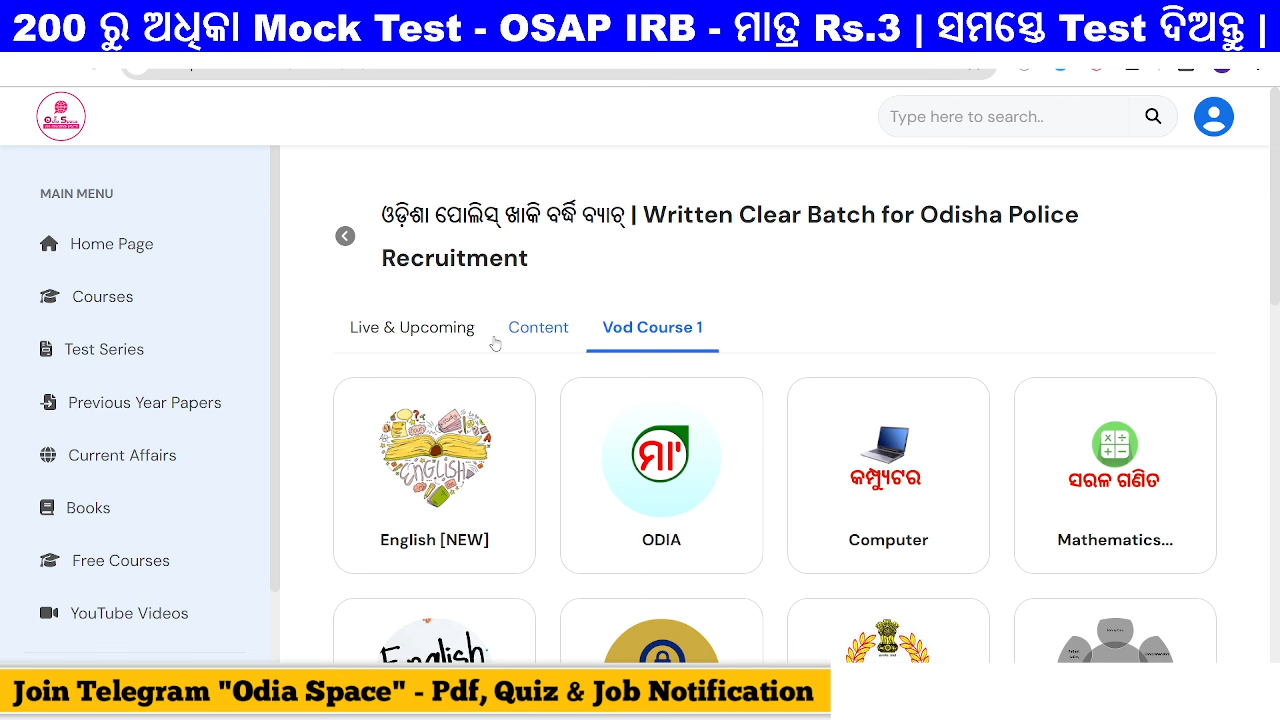 200 ରୁ ଅଧିକା Mock Test - OSAP IRB - ମାତ୍ର Rs.3 | ସମସ୍ତେ Test ଦିଅନ୍ତୁ |
Type here to search..
MAIN MENU
Home Page
Courses
Test Series
Previous Year Papers
Current Affairs
Books
Free Courses
YouTube Videos
ଓଡ଼ିଶା ପୋଲିସ୍ ଖାକି ବର୍ଦ୍ଧି ବ୍ୟାଚ୍ | Written Clear Batch for Odisha Police
Recruitment
Live & Upcoming
Content
Vod Course 1
ENGLISH
English [NEW]
ମା'
ODIA
କମ୍ପ୍ୟୁଟର
Computer
ସରଳ ଗଣିତ
Mathematics...
English
Join Telegram "Odia Space" - Pdf, Quiz & Job Notification